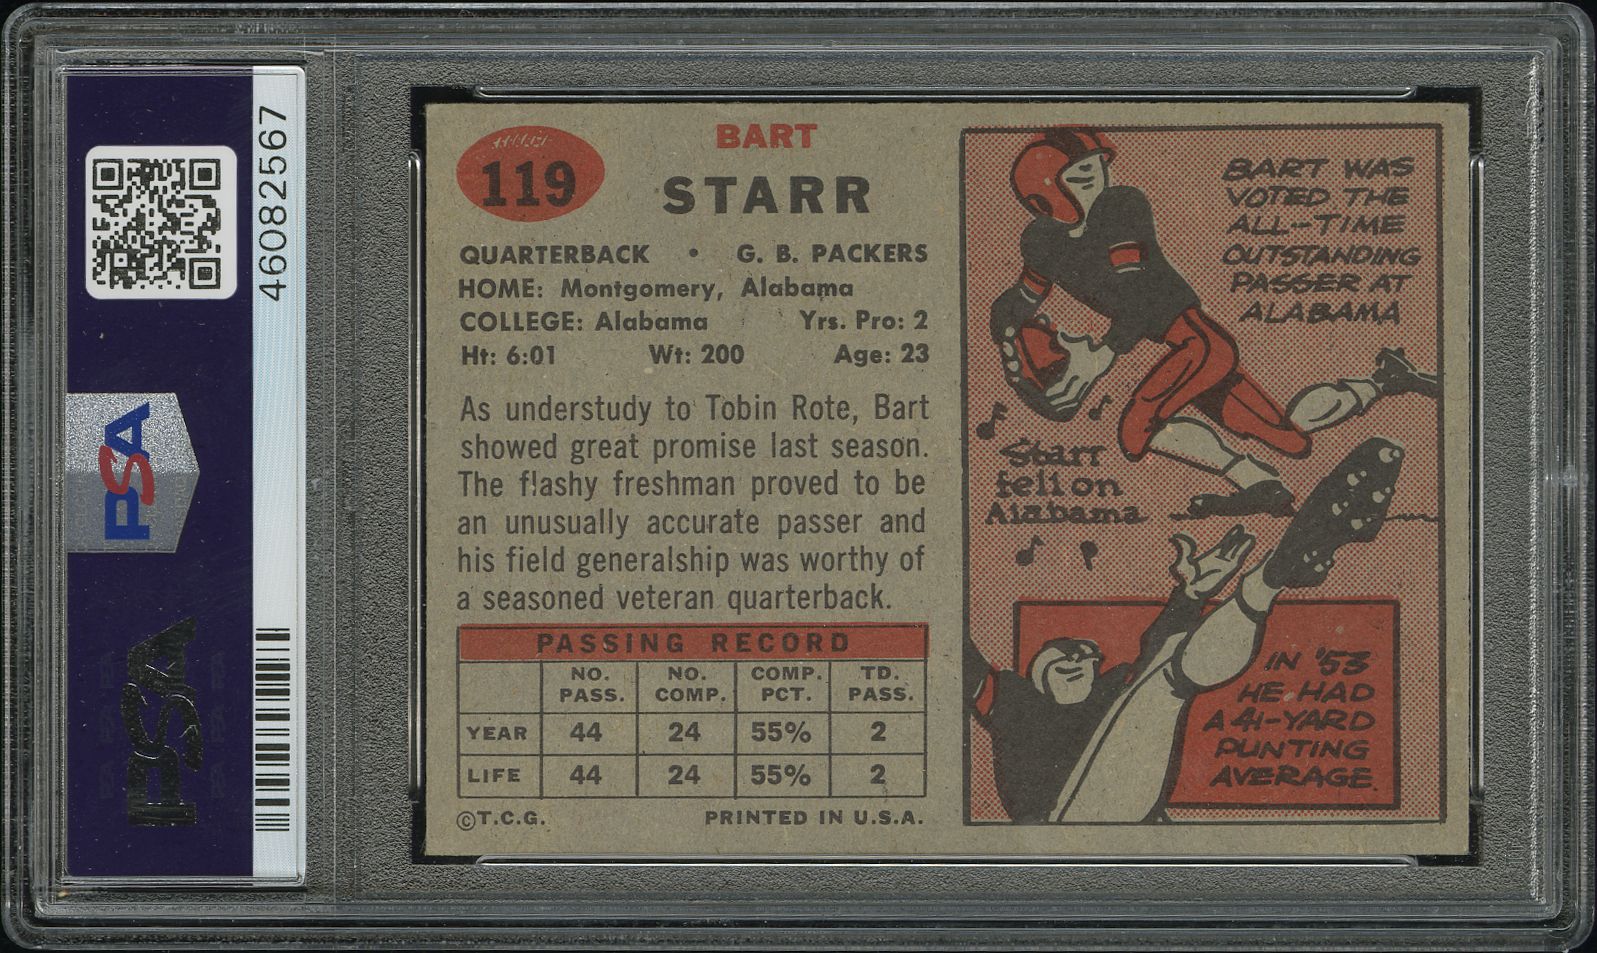 46082567
PSA
PSA
119
BART
STARR
QUARTERBACK • G. B. PACKERS
HOME: Montgomery, Alabama
COLLEGE: Alabama Yrs. Pro: 2
Ht: 6:01 Wt: 200 Age: 23
As understudy to Tobin Rote, Bart
showed great promise last season.
The flashy freshman proved to be
an unusually accurate passer and
his field generalship was worthy of
a seasoned veteran quarterback.
PASSING RECORD
NO. PASS. NO. COMP. COMP. PCT. TD. PASS.
YEAR 44 24 55% 2
LIFE 44 24 55% 2
©T.C.G. PRINTED IN U.S.A.
BART WAS
VOTED THE
ALL-TIME
OUTSTANDING
PASSER AT
ALABAMA
Starr
fell on
Alabama
IN '53
HE HAD
A 41-YARD
PUNTING
AVERAGE.